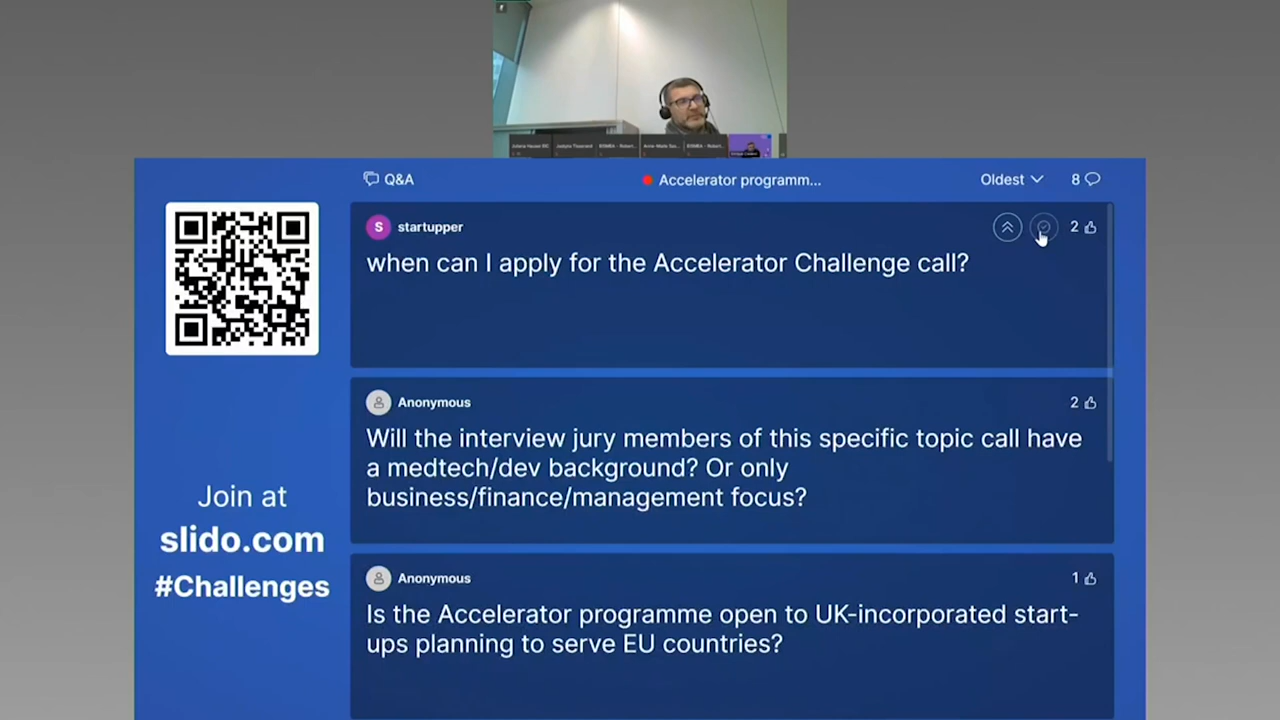 Q&A
Accelerator programm...
Oldest
8
S
startupper
2
when can I apply for the Accelerator Challenge call?
Anonymous
2
Will the interview jury members of this specific topic call have
a medtech/dev background? Or only
business/finance/management focus?
Join at
slido.com
#Challenges
Anonymous
1
Is the Accelerator programme open to UK-incorporated start-
ups planning to serve EU countries?